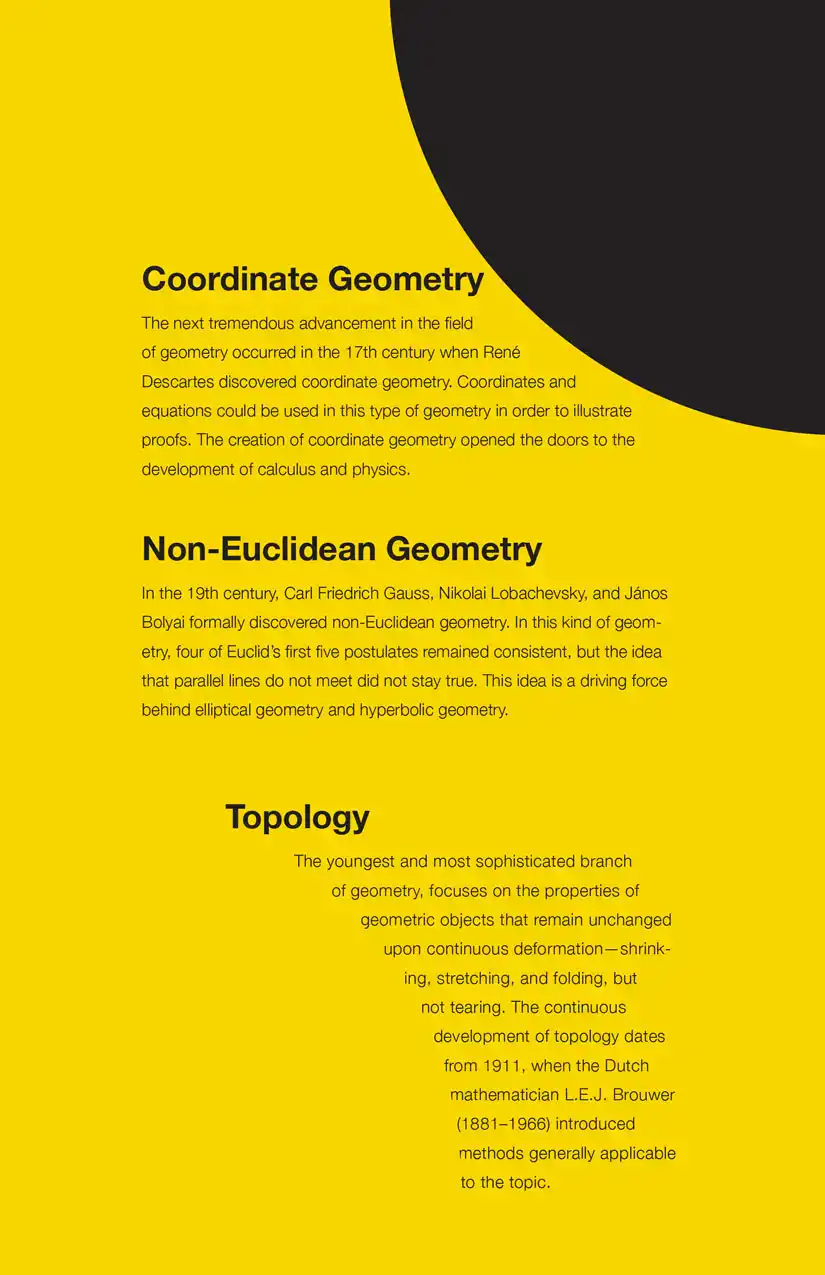 Coordinate Geometry
The next tremendous advancement in the field
of geometry occurred in the 17th century when René
Descartes discovered coordinate geometry. Coordinates and
equations could be used in this type of geometry in order to illustrate
proofs. The creation of coordinate geometry opened the doors to the
development of calculus and physics.
Non-Euclidean Geometry
In the 19th century, Carl Friedrich Gauss, Nikolai Lobachevsky, and János
Bolyai formally discovered non-Euclidean geometry. In this kind of geom-
etry, four of Euclid’s first five postulates remained consistent, but the idea
that parallel lines do not meet did not stay true. This idea is a driving force
behind elliptical geometry and hyperbolic geometry.
Topology
The youngest and most sophisticated branch
of geometry, focuses on the properties of
geometric objects that remain unchanged
upon continuous deformation—shrink-
ing, stretching, and folding, but
not tearing. The continuous
development of topology dates
from 1911, when the Dutch
mathematician L.E.J. Brouwer
(1881–1966) introduced
methods generally applicable
to the topic.